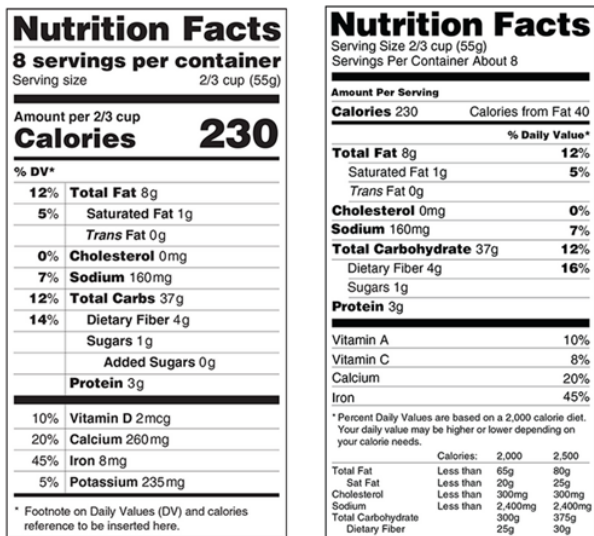 Nutrition Facts
8 servings per container
Serving size 2/3 cup (55g)
Amount per 2/3 cup
Calories 230
% DV*
12% Total Fat 8g
5% Saturated Fat 1g
Trans Fat 0g
0% Cholesterol 0mg
7% Sodium 160mg
12% Total Carbs 37g
14% Dietary Fiber 4g
Sugars 1g
Added Sugars 0g
Protein 3g
10% Vitamin D 2mcg
20% Calcium 260mg
45% Iron 8mg
5% Potassium 235mg
* Footnote on Daily Values (DV) and calories
reference to be inserted here.
Nutrition Facts
Serving Size 2/3 cup (55g)
Servings Per Container About 8
Amount Per Serving
Calories 230 Calories from Fat 40
% Daily Value*
Total Fat 8g 12%
Saturated Fat 1g 5%
Trans Fat 0g
Cholesterol 0mg 0%
Sodium 160mg 7%
Total Carbohydrate 37g 12%
Dietary Fiber 4g 16%
Sugars 1g
Protein 3g
Vitamin A 10%
Vitamin C 8%
Calcium 20%
Iron 45%
* Percent Daily Values are based on a 2,000 calorie diet.
Your daily value may be higher or lower depending on
your calorie needs.
Calories: 2,000 2,500
Total Fat Less than 65g 80g
Sat Fat Less than 20g 25g
Cholesterol Less than 300mg 300mg
Sodium Less than 2,400mg 2,400mg
Total Carbohydrate 300g 375g
Dietary Fiber 25g 30g